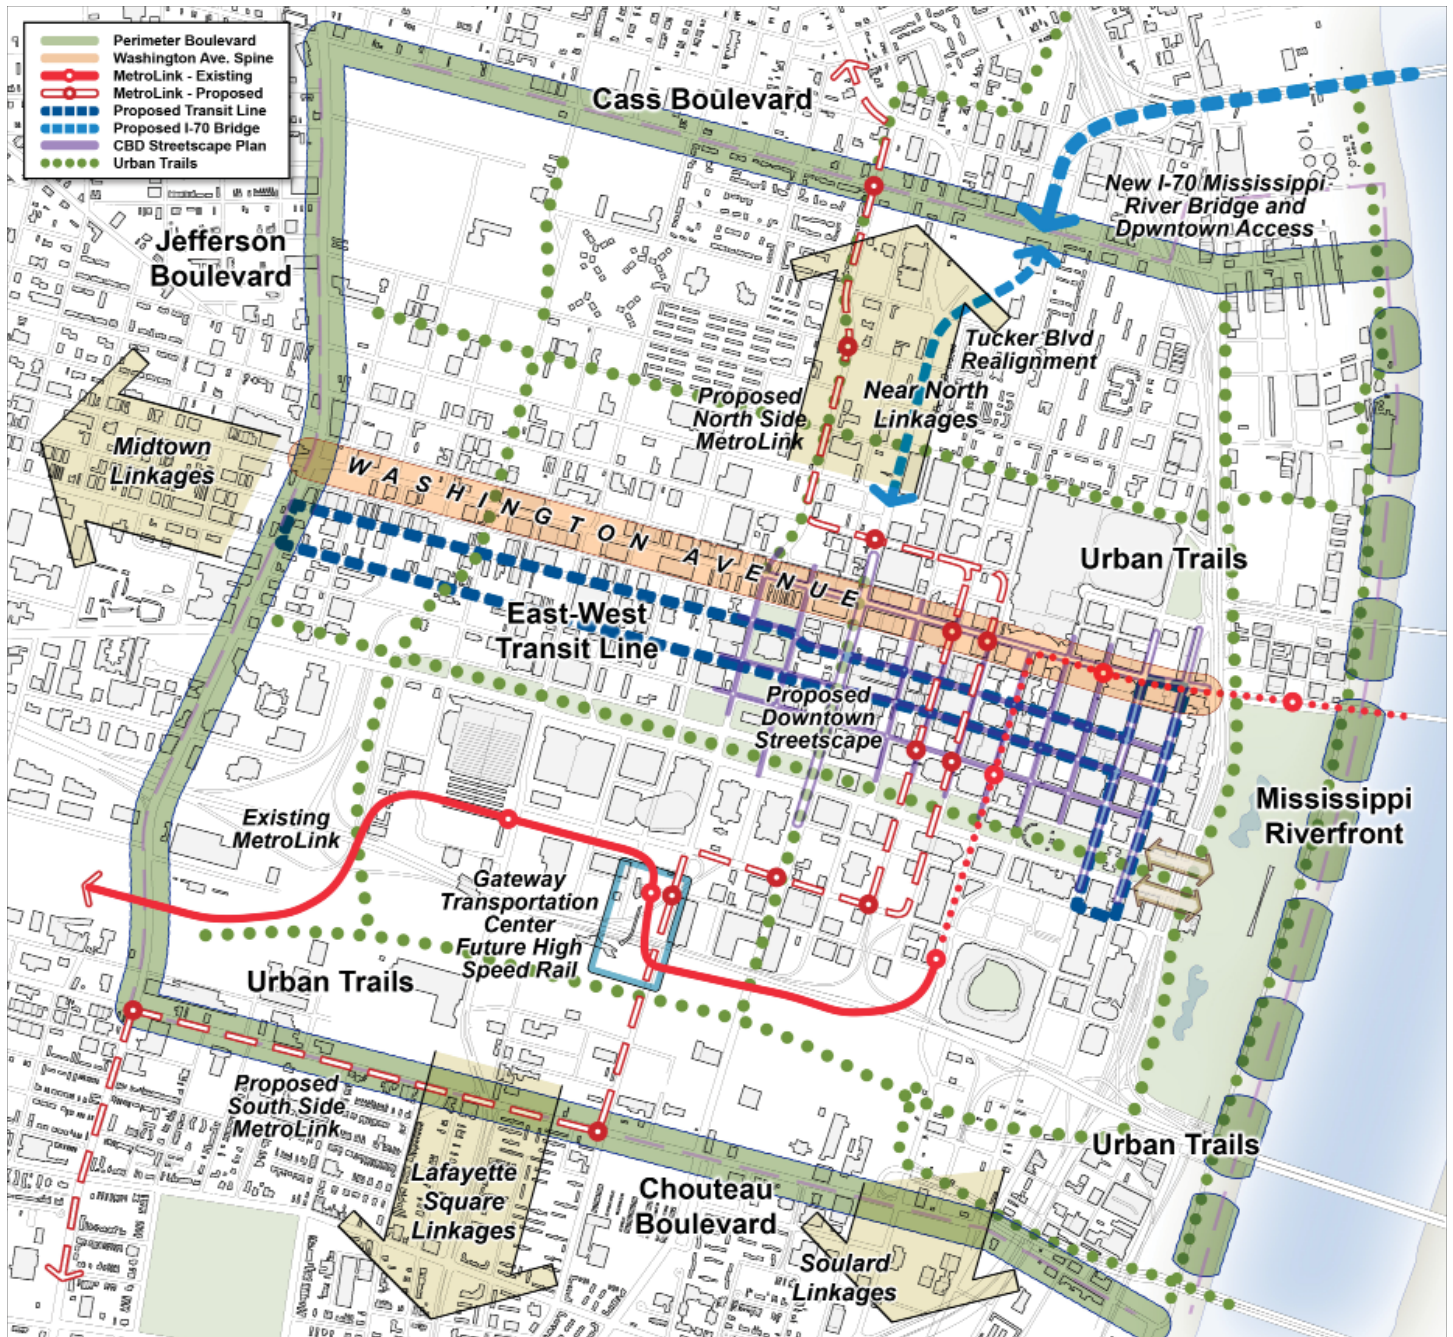 Perimeter Boulevard
Washington Ave. Spine
MetroLink - Existing
MetroLink - Proposed
Proposed Transit Line
Proposed I-70 Bridge
CBD Streetscape Plan
Urban Trails
Cass Boulevard
New I-70 Mississippi
River Bridge and
Dpwntown Access
Jefferson
Boulevard
Tucker Blvd
Realignment
Proposed
North Side
MetroLink
Near North
Linkages
Midtown
Linkages
WASHINGTON AVENUE
Urban Trails
East-West
Transit Line
Proposed
Downtown
Streetscape
Mississippi
Riverfront
Existing
MetroLink
Gateway
Transportation
Center
Future High
Speed Rail
Urban Trails
Proposed
South Side
MetroLink
Urban Trails
Lafayette
Square
Linkages
Chouteau
Boulevard
Soulard
Linkages